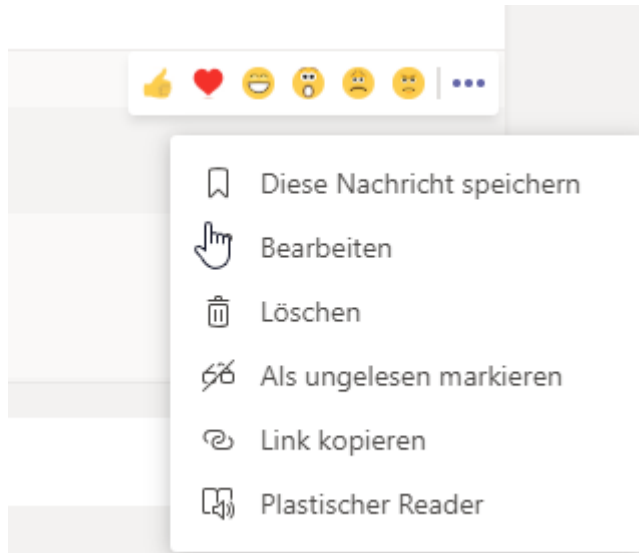 Diese Nachricht speichern
Bearbeiten
Löschen
Als ungelesen markieren
Link kopieren
Plastischer Reader